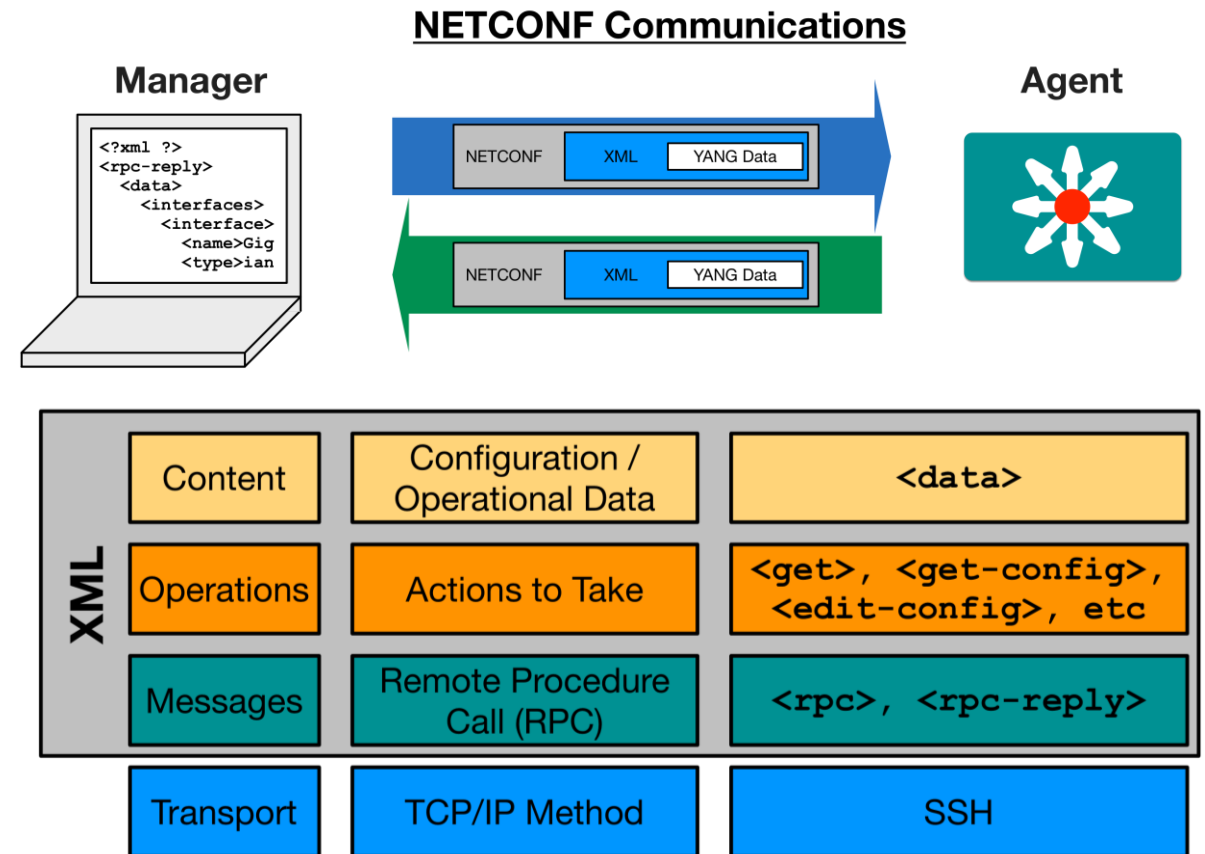 NETCONF Communications
Manager
Agent
<?xml ?>
<rpc-reply>
<data>
<interfaces>
<interface>
<name>Gig
<type>ian
NETCONF XML YANG Data
NETCONF XML YANG Data
XML
Content
Configuration /
Operational Data
<data>
Operations
Actions to Take
<get>, <get-config>,
<edit-config>, etc
Messages
Remote Procedure
Call (RPC)
<rpc>, <rpc-reply>
Transport
TCP/IP Method
SSH